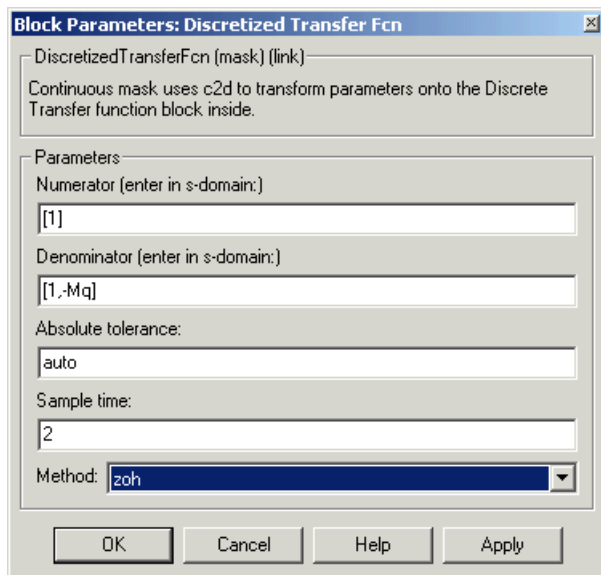 Block Parameters: Discretized Transfer Fcn
DiscretizedTransferFcn (mask) (link)
Continuous mask uses c2d to transform parameters onto the Discrete
Transfer function block inside.
Parameters
Numerator (enter in s-domain:)
[1]
Denominator (enter in s-domain:)
[1,-Mq]
Absolute tolerance:
auto
Sample time:
2
Method: zoh
OK Cancel Help Apply